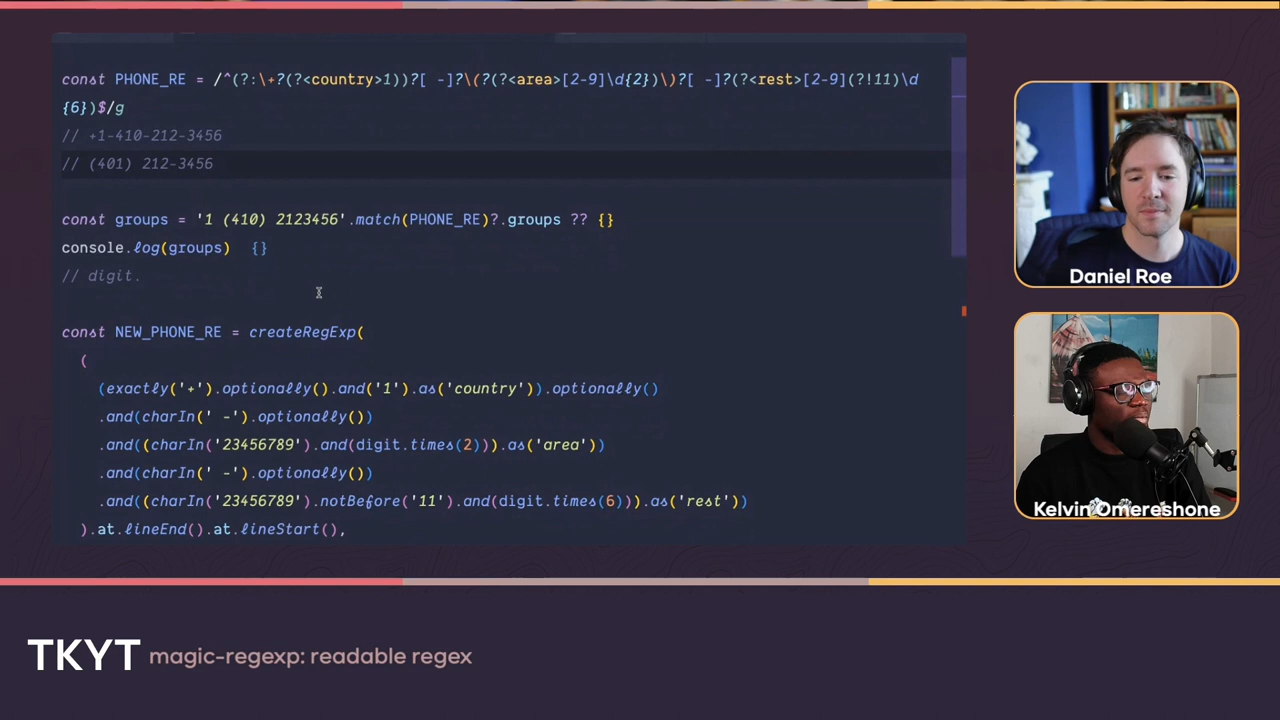 const PHONE_RE = /^(?:\+?(?<country>1))?[ -]?\(?(?<area>[2-9]\d{2})\)?[ -]?(?<rest>[2-9](?!11)\d
{6})$/g
// +1-410-212-3456
// (401) 212-3456
const groups = '1 (410) 2123456'.match(PHONE_RE)?.groups ?? {}
console.log(groups)  {}
// digit.
const NEW_PHONE_RE = createRegExp(
(
(exactly('+').optionally().and('1').as('country')).optionally()
.and(charIn(' -').optionally())
.and((charIn('23456789').and(digit.times(2))).as('area'))
.and(charIn(' -').optionally())
.and((charIn('23456789').notBefore('11').and(digit.times(6))).as('rest'))
).at.lineEnd().at.lineStart(),
Daniel Roe
Kelvin Omereshone
TKYT magic-regexp: readable regex